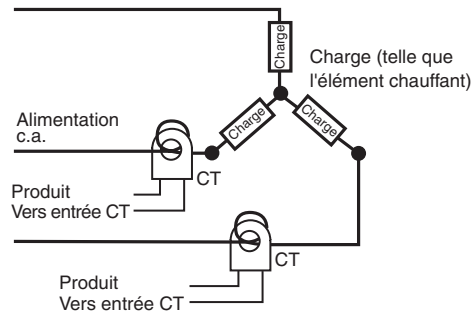 Charge
Charge (telle que
l'élément chauffant)
Charge
Charge
Alimentation
c.a.
CT
Produit
Vers entrée CT
CT
Produit
Vers entrée CT